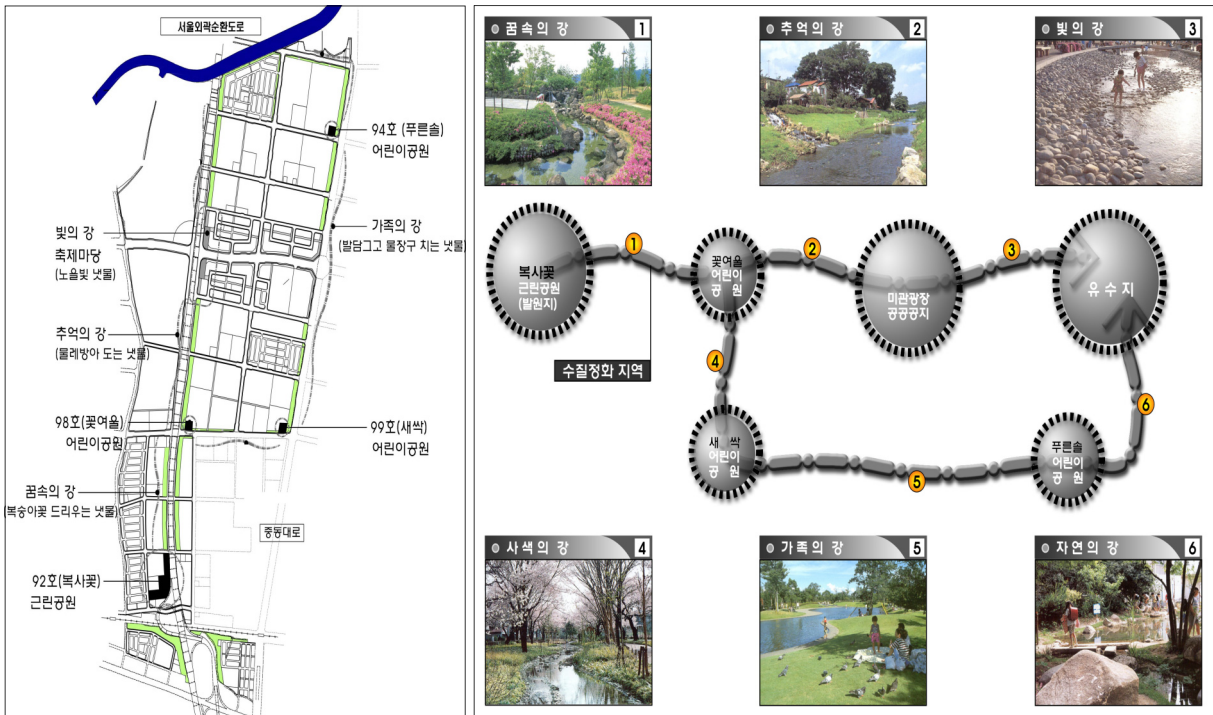 서울외곽순환도로
94호 (푸른솔)
어린이공원
빛의 강
축제마당
(노을빛 냇물)
가족의 강
(발담그고 물장구 치는 냇물)
추억의 강
(물레방아 도는 냇물)
98호(꽃여울)
어린이공원
99호(새싹)
어린이공원
꿈속의 강
(복숭아꽃 드리우는 냇물)
중동대로
92호(복사꽃)
근린공원
꿈속의 강 1
추억의 강 2
빛의 강 3
복사꽃
근린공원
(발원지)
1
꽃여울
어린이
공 원
2
미관광장
공공공지
3
유수지
수질정화 지역
4
새 싹
어린이
공 원
5
푸른솔
어린이
공 원
6
사색의 강 4
가족의 강 5
자연의 강 6